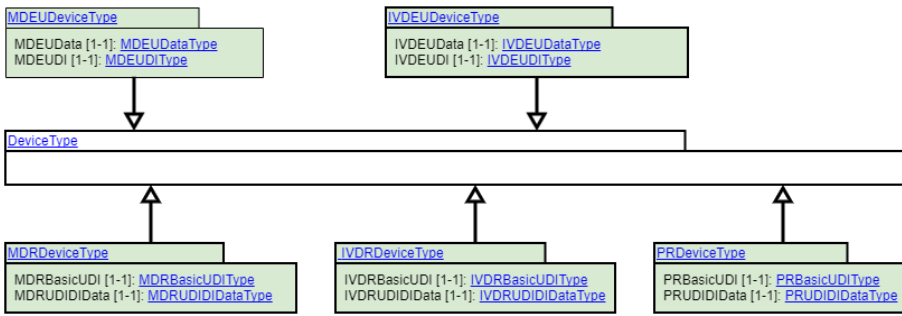 MDEUDeviceType
MDEUData [1-1]: MDEUDataType
MDEUDI [1-1]: MDEUDIType
IVDEUDeviceType
IVDEUData [1-1]: IVDEUDataType
IVDEUDI [1-1]: IVDEUDIType
DeviceType
MDRDeviceType
MDRBasicUDI [1-1]: MDRBasicUDIType
MDRUDIDIData [1-1]: MDRUDIDIDataType
IVDRDeviceType
IVDRBasicUDI [1-1]: IVDRBasicUDIType
IVDRUDIDIData [1-1]: IVDRUDIDIDataType
PRDeviceType
PRBasicUDI [1-1]: PRBasicUDIType
PRUDIDIData [1-1]: PRUDIDIDataType